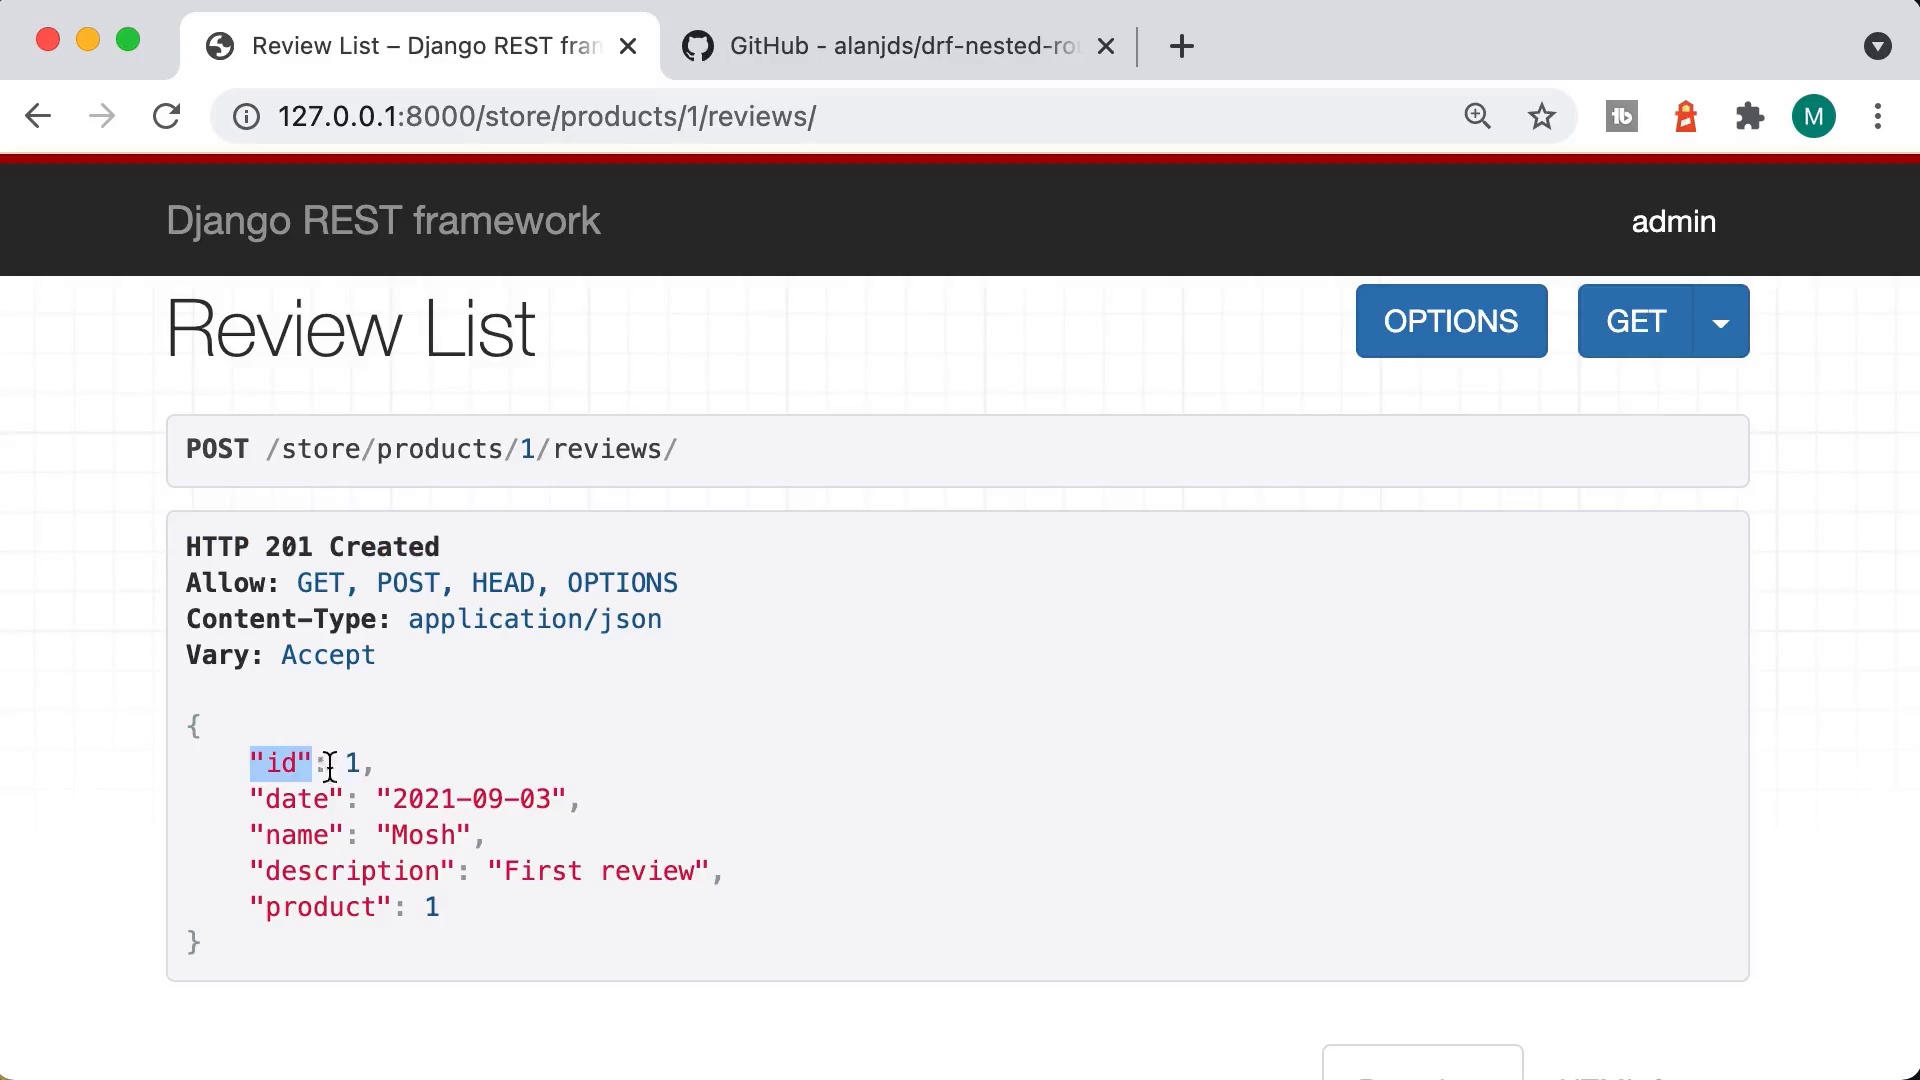 Review List – Django REST fran
GitHub - alanjds/drf-nested-rou
127.0.0.1:8000/store/products/1/reviews/
M
Django REST framework
admin
Review List
OPTIONS
GET
POST /store/products/1/reviews/
HTTP 201 Created
Allow: GET, POST, HEAD, OPTIONS
Content-Type: application/json
Vary: Accept
{
"id": 1,
"date": "2021-09-03",
"name": "Mosh",
"description": "First review",
"product": 1
}